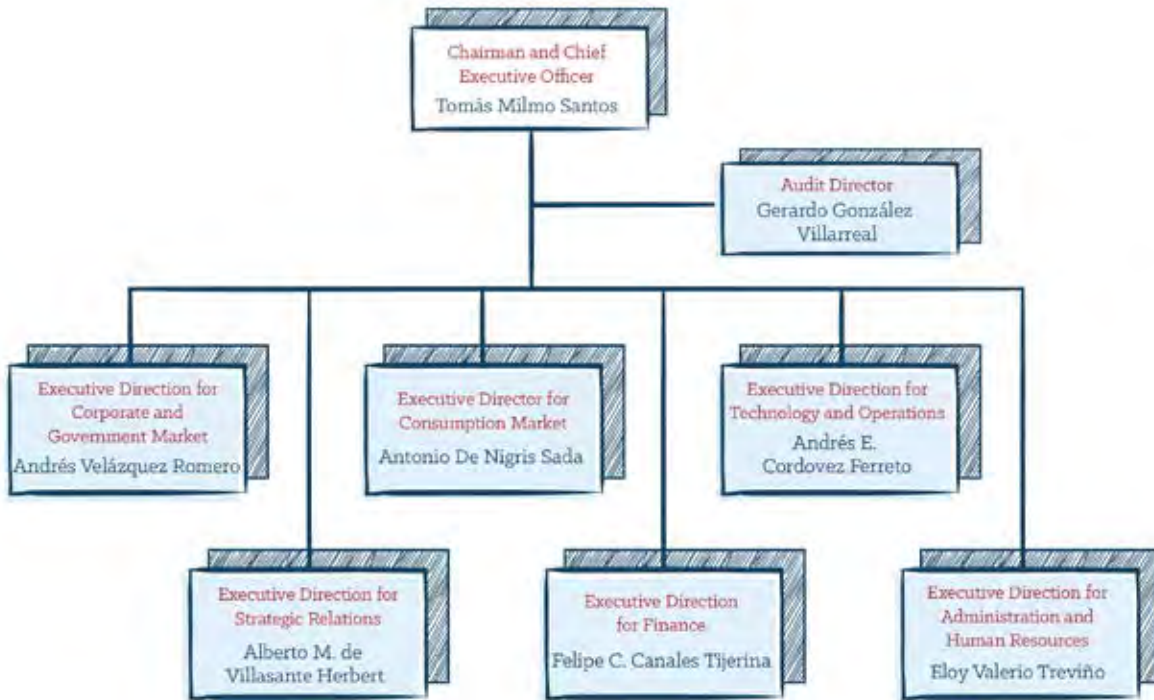 Chairman and Chief
Executive Officer
Tomás Milmo Santos
Audit Director
Gerardo González
Villarreal
Executive Direction for
Corporate and
Government Market
Andrés Velázquez Romero
Executive Director for
Consumption Market
Antonio De Nigris Sada
Executive Direction for
Technology and Operations
Andrés E.
Cordovez Ferreto
Executive Direction for
Strategic Relations
Alberto M. de
Villasante Herbert
Executive Direction
for Finance
Felipe C. Canales Tijerina
Executive Direction for
Administration and
Human Resources
Eloy Valerio Treviño